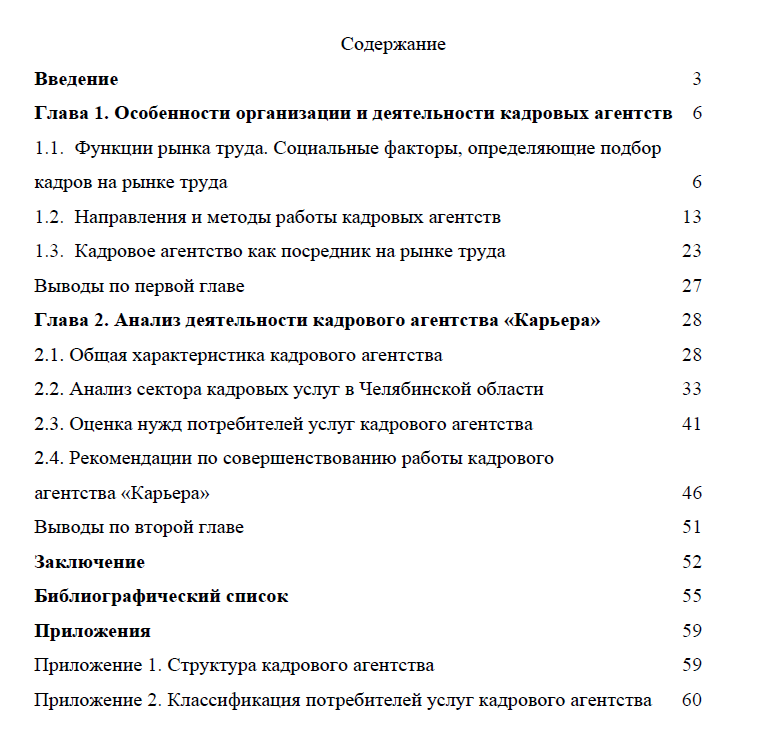 Содержание
Введение 3
Глава 1. Особенности организации и деятельности кадровых агентств 6
1.1. Функции рынка труда. Социальные факторы, определяющие подбор
кадров на рынке труда 6
1.2. Направления и методы работы кадровых агентств 13
1.3. Кадровое агентство как посредник на рынке труда 23
Выводы по первой главе 27
Глава 2. Анализ деятельности кадрового агентства «Карьера» 28
2.1. Общая характеристика кадрового агентства 28
2.2. Анализ сектора кадровых услуг в Челябинской области 33
2.3. Оценка нужд потребителей услуг кадрового агентства 41
2.4. Рекомендации по совершенствованию работы кадрового
агентства «Карьера» 46
Выводы по второй главе 51
Заключение 52
Библиографический список 55
Приложения 59
Приложение 1. Структура кадрового агентства 59
Приложение 2. Классификация потребителей услуг кадрового агентства 60